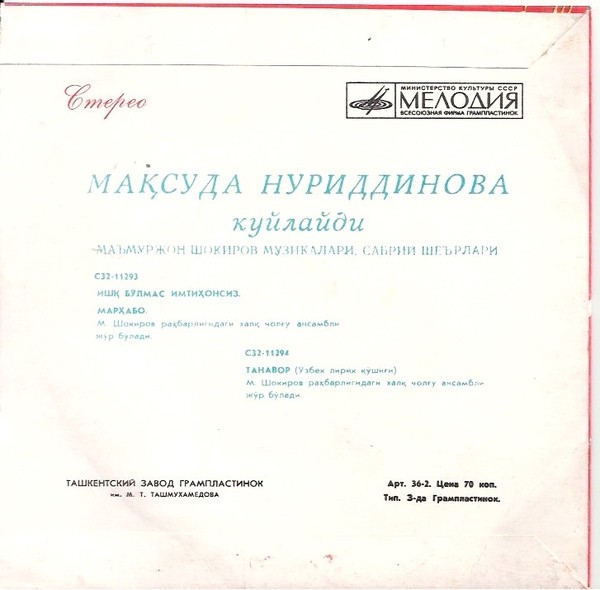 Стерео
МИНИСТЕРСТВО КУЛЬТУРЫ СССР
МЕЛОДИЯ
ВСЕСОЮЗНАЯ ФИРМА ГРАМПЛАСТИНОК
МАҚСУДА НУРИДДИНОВА
куйлайди
МАЪМУРЖОН ШОКИРОВ МУЗИКАЛАРИ, САБРИЙ ШЕЪРЛАРИ
С32-11293
ИШҚ БЎЛМАС ИМТИҲОНСИЗ.
МАРҲАБО.
М. Шокиров раҳбарлигидаги халқ чолғу ансамбли
жўр бўлади.
С32-11294
ТАНАВОР (Узбек лирик қўшиғи)
М. Шокиров раҳбарлигидаги халқ чолғу ансамбли
жўр бўлади.
ТАШКЕНТСКИЙ ЗАВОД ГРАМПЛАСТИНОК
им. М. Т. ТАШМУХАМЕДОВА
Арт. 36-2. Цена 70 коп.
Тип. З-да Грампластинок.